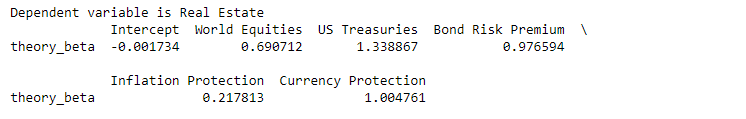 Dependent variable is Real Estate
Intercept World Equities US Treasuries Bond Risk Premium \
theory_beta -0.001734 0.690712 1.338867 0.976594
Inflation Protection Currency Protection
theory_beta 0.217813 1.004761